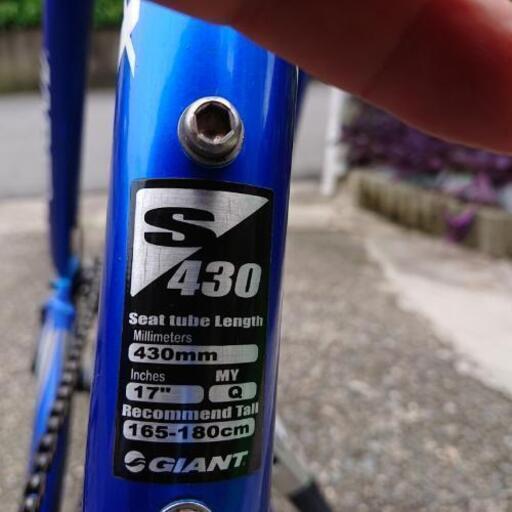 X
S
430
Seat tube Length
Millimeters
430mm
Inches MY
17" Q
Recommend Tall
165-180cm
GIANT